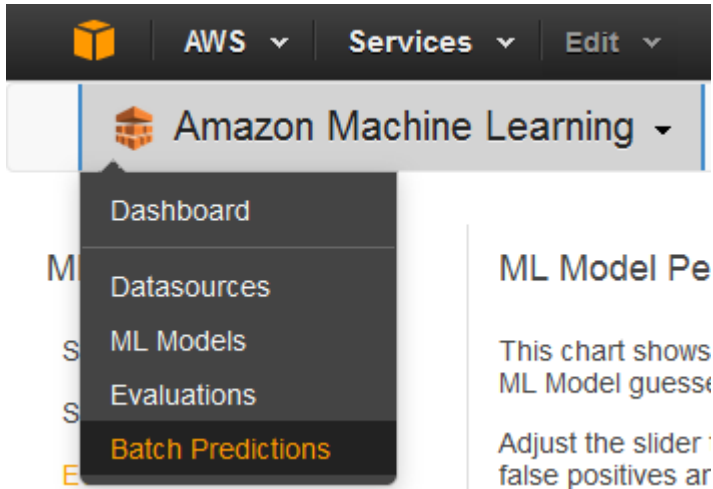 AWS Services Edit
Amazon Machine Learning
Dashboard
Datasources
ML Models
Evaluations
Batch Predictions
ML Model Pe
This chart shows
ML Model guesse
Adjust the slider
false positives an